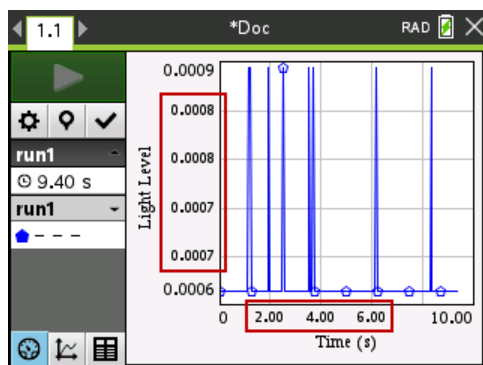 1.1 *Doc RAD
run1
9.40 s
run1
Light Level
0.0009
0.0008
0.0008
0.0007
0.0007
0.0006
0 2.00 4.00 6.00 10.00
Time (s)